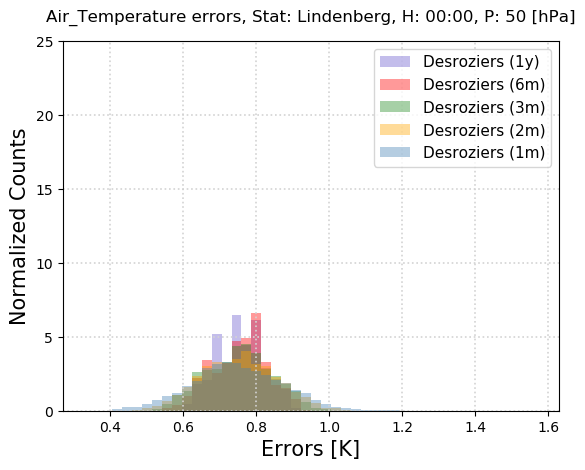 Air_Temperature errors, Stat: Lindenberg, H: 00:00, P: 50 [hPa]
25
20
15
10
5
0
Normalized Counts
Desroziers (1y)
Desroziers (6m)
Desroziers (3m)
Desroziers (2m)
Desroziers (1m)
0.4 0.6 0.8 1.0 1.2 1.4 1.6
Errors [K]